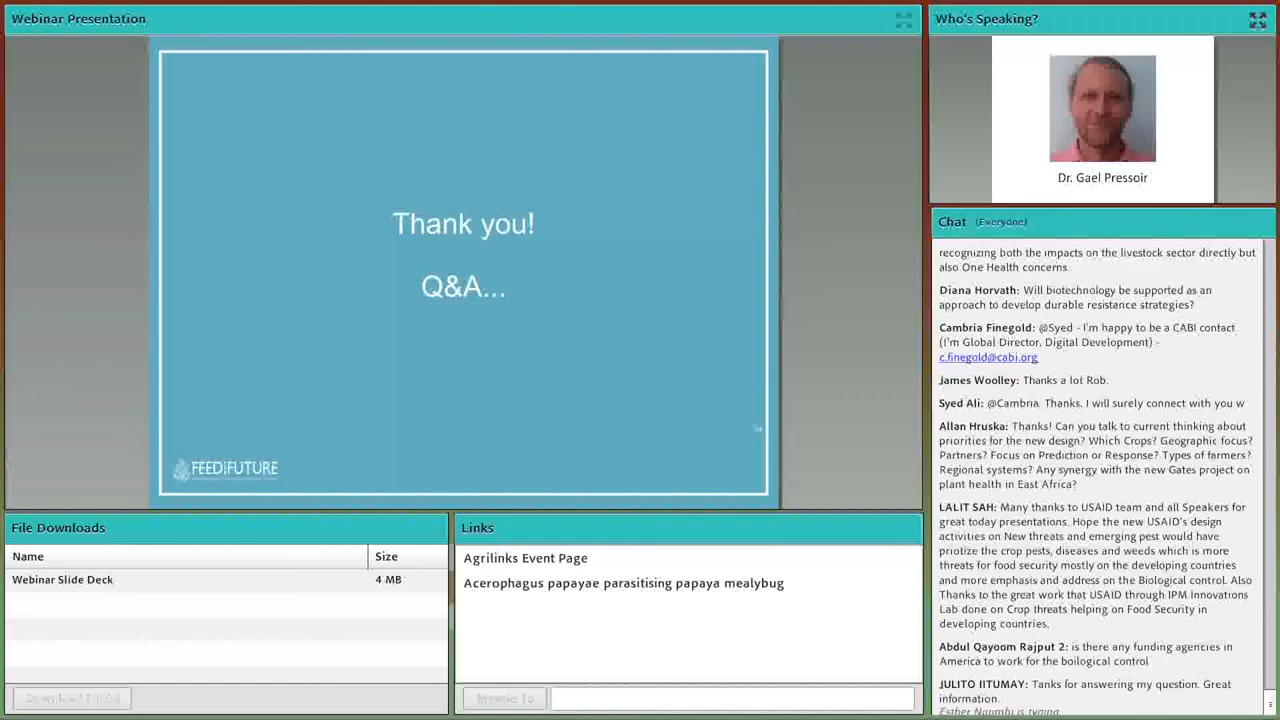 Webinar Presentation
Thank you!
Q&A...
FEEDIFUTURE
Who's Speaking?
Dr. Gael Pressoir
Chat (Everyone)
recognizing both the impacts on the livestock sector directly but
also One Health concerns.
Diana Horvath: Will biotechnology be supported as an
approach to develop durable resistance strategies?
Cambria Finegold: @Syed - I'm happy to be a CABI contact
(I'm Global Director, Digital Development) -
c.finegold@cabi.org
James Woolley: Thanks a lot Rob.
Syed Ali: @Cambria. Thanks. I will surely connect with you w
Allan Hruska: Thanks! Can you talk to current thinking about
priorities for the new design? Which Crops? Geographic focus?
Partners? Focus on Prediction or Response? Types of farmers?
Regional systems? Any synergy with the new Gates project on
plant health in East Africa?
LALIT SAH: Many thanks to USAID team and all Speakers for
great today presentations. Hope the new USAID's design
activities on New threats and emerging pest would have
priotize the crop pests, diseases and weeds which is more
threats for food security mostly on the developing countries
and more emphasis and address on the Biological control. Also
Thanks to the great work that USAID through IPM Innovations
Lab done on Crop threats helping on Food Security in
developing countries.
Abdul Qayoom Rajput 2: is there any funding agencies in
America to work for the boilogical control
JULITO IITUMAY: Tanks for answering my question. Great
information.
is typing
File Downloads
Name Size
Webinar Slide Deck 4 MB
Download File(s)
Links
Agrilinks Event Page
Acerophagus papayae parasitising papaya mealybug
Browse To